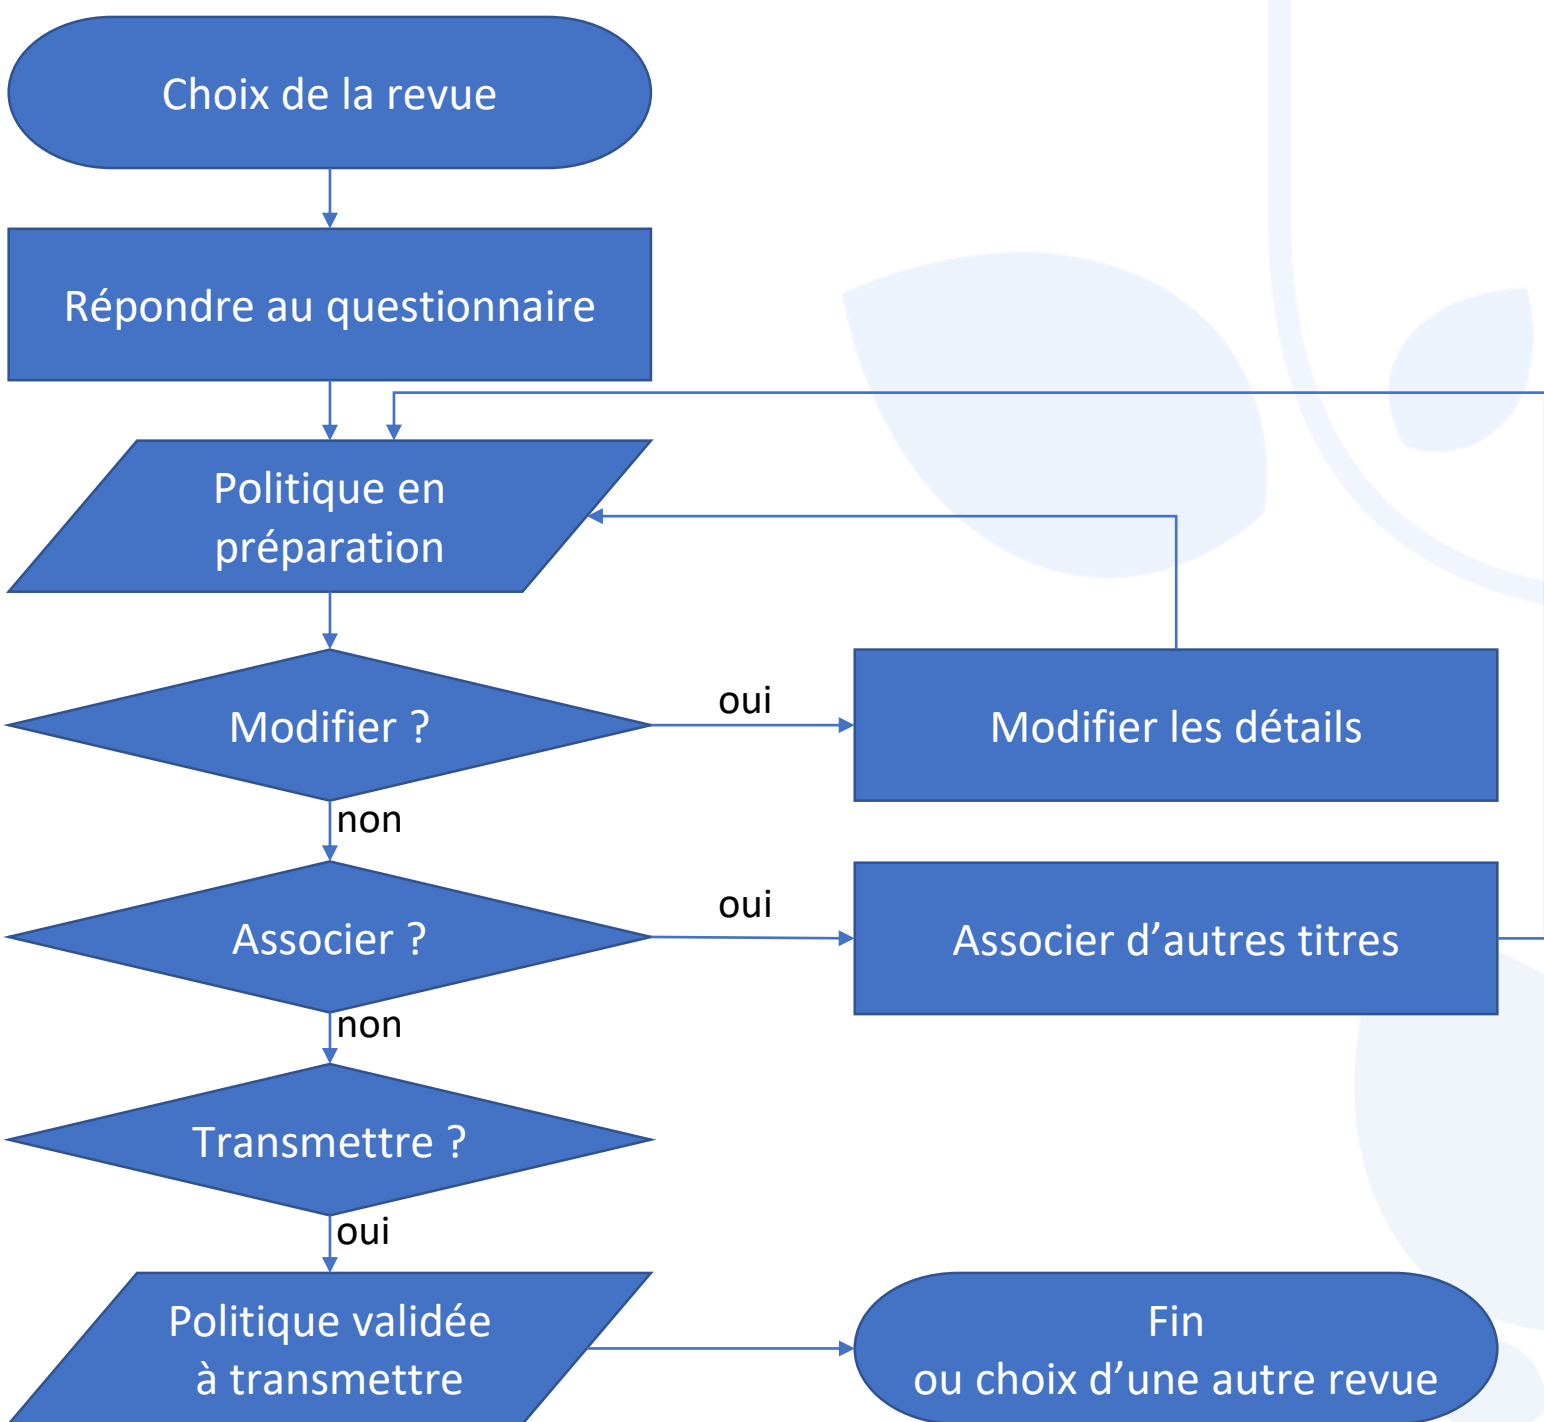 Choix de la revue
Répondre au questionnaire
Politique en
préparation
Modifier ?
oui
Modifier les détails
non
Associer ?
oui
Associer d’autres titres
non
Transmettre ?
oui
Politique validée
à transmettre
Fin
ou choix d’une autre revue